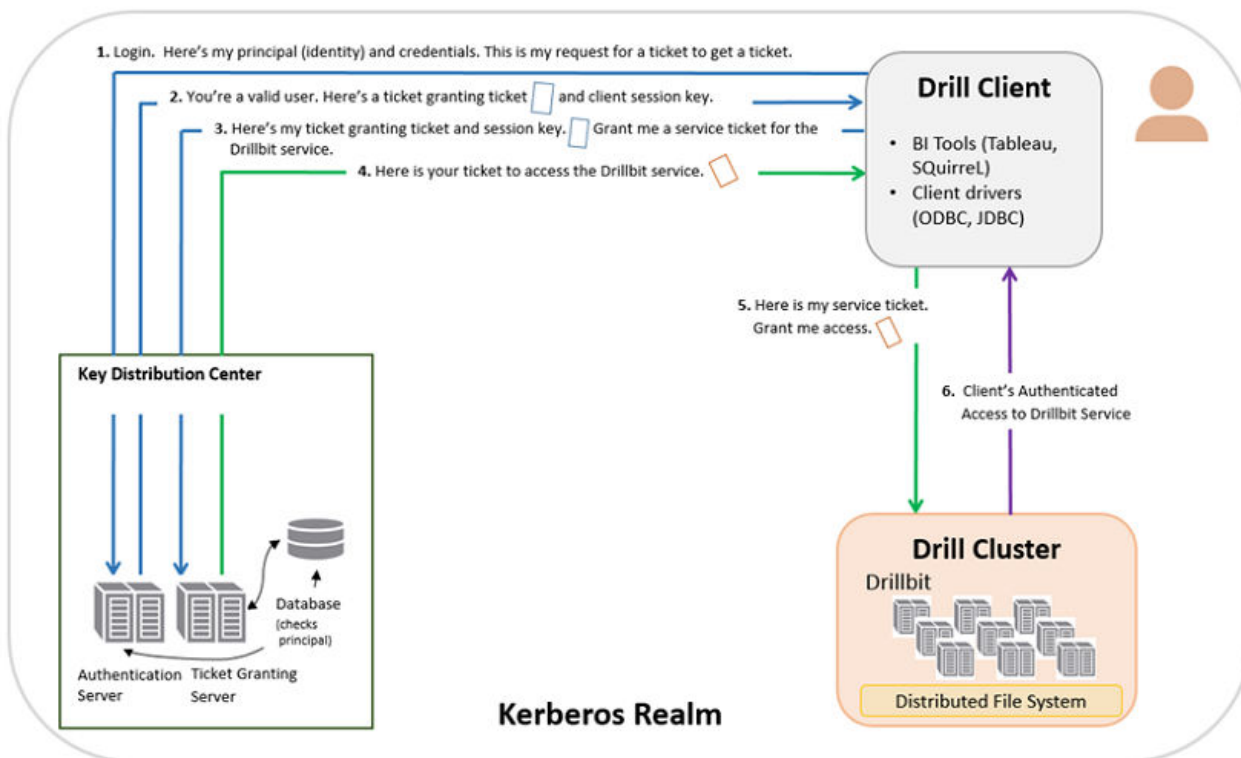 1. Login. Here's my principal (identity) and credentials. This is my request for a ticket to get a ticket.
2. You're a valid user. Here's a ticket granting ticket and client session key.
3. Here's my ticket granting ticket and session key. Grant me a service ticket for the
Drillbit service.
4. Here is your ticket to access the Drillbit service.
Drill Client
• BI Tools (Tableau,
SQuirreL)
• Client drivers
(ODBC, JDBC)
5. Here is my service ticket.
Grant me access.
6. Client's Authenticated
Access to Drillbit Service
Key Distribution Center
Database
(checks
principal)
Authentication
Server
Ticket Granting
Server
Drill Cluster
Drillbit
Distributed File System
Kerberos Realm